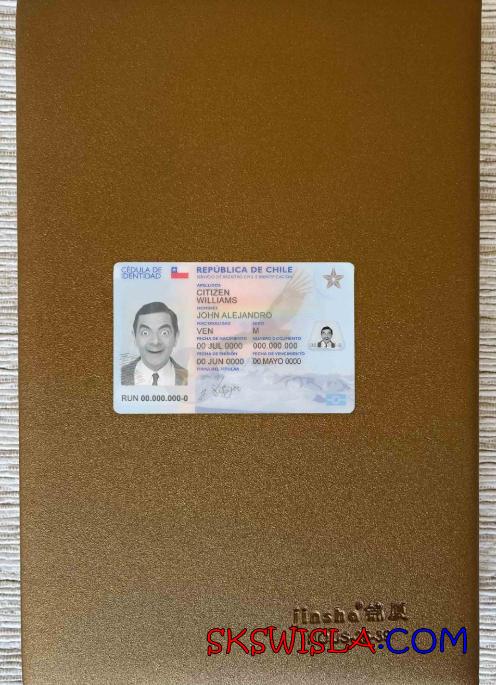 CÉDULA DE
IDENTIDAD
REPÚBLICA DE CHILE
SERVICIO DE REGISTRO CIVIL E IDENTIFICACIÓN
APELLIDOS
CITIZEN
WILLIAMS
NOMBRES
JOHN ALEJANDRO
NACIONALIDAD SEXO
VEN M
FECHA DE NACIMIENTO NÚMERO DOCUMENTO
00 JUL 0000 000.000.000
FECHA DE EMISIÓN FECHA DE VENCIMIENTO
00 JUN 0000 00 MAYO 0000
FIRMA DEL TITULAR
RUN 00.000.000-0
jinsha
SKSWISLA.COM